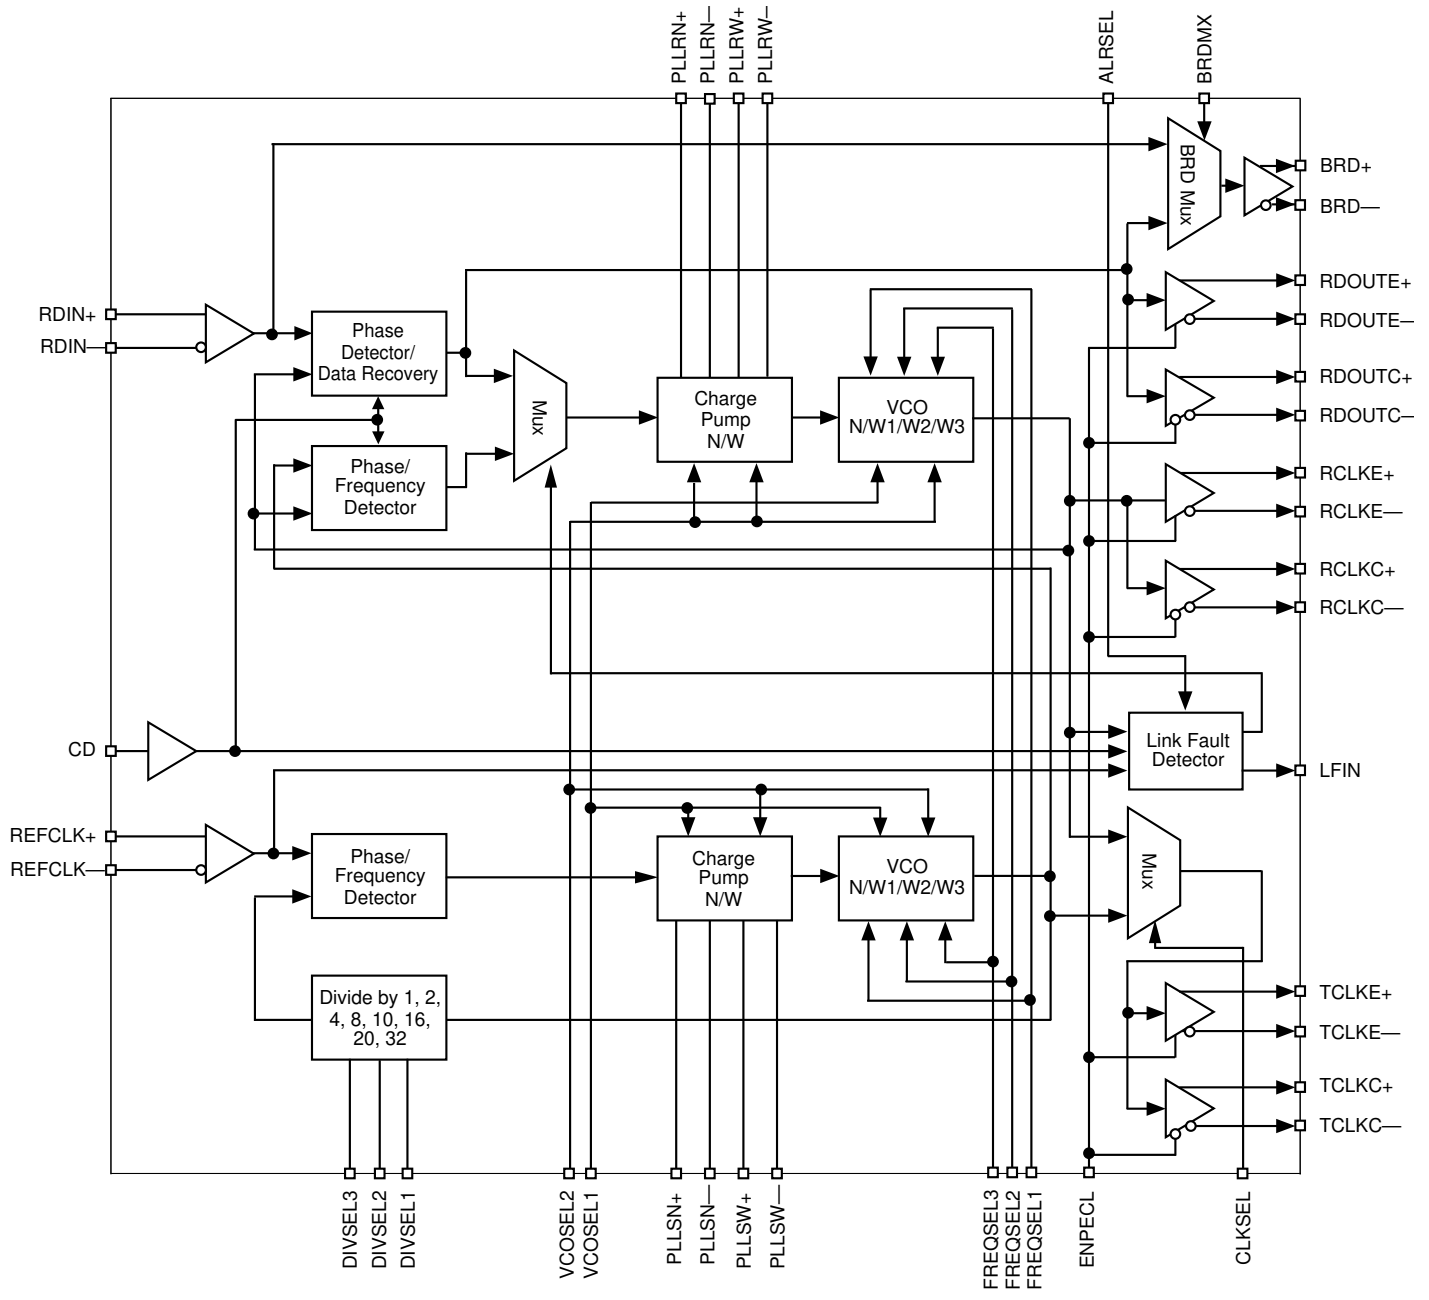 PLLRN+
PLLRN—
PLLRW+
PLLRW—
ALRSEL
BRDMX
BRD Mux
BRD+
BRD—
RDOUTE+
RDOUTE—
RDIN+
RDIN—
Phase
Detector/
Data Recovery
Mux
Charge
Pump
N/W
VCO
N/W1/W2/W3
RDOUTC+
RDOUTC—
Phase/
Frequency
Detector
RCLKE+
RCLKE—
RCLKC+
RCLKC—
CD
Link Fault
Detector
LFIN
REFCLK+
REFCLK—
Phase/
Frequency
Detector
Charge
Pump
N/W
VCO
N/W1/W2/W3
Mux
Divide by 1, 2,
4, 8, 10, 16,
20, 32
TCLKE+
TCLKE—
TCLKC+
TCLKC—
DIVSEL3
DIVSEL2
DIVSEL1
VCOSEL2
VCOSEL1
PLLSN+
PLLSN—
PLLSW+
PLLSW—
FREQSEL3
FREQSEL2
FREQSEL1
ENPECL
CLKSEL